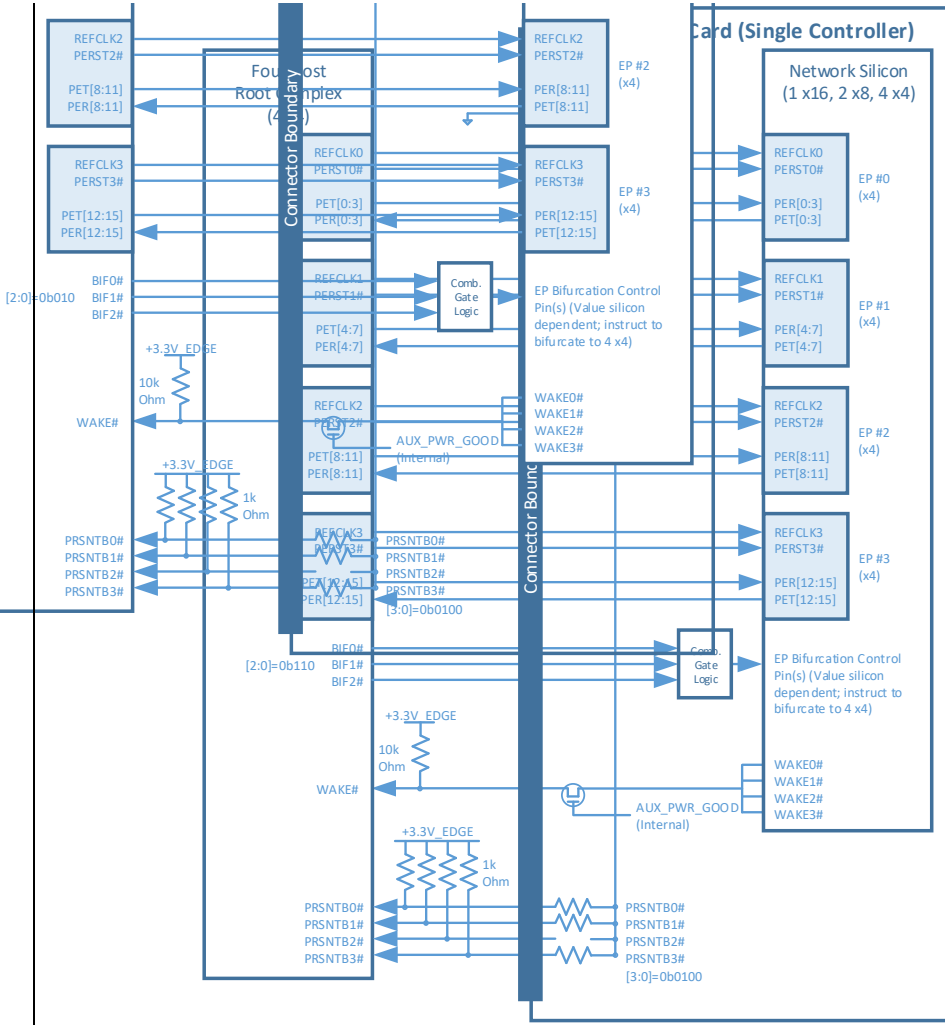 Card (Single Controller)
REFCLK2
PERST2#
PET[8:11]
PER[8:11]
REFCLK3
PERST3#
PET[12:15]
PER[12:15]
BIF0#
[2:0]=0b010
BIF1#
BIF2#
+3.3V_EDGE
10k
Ohm
WAKE#
+3.3V_EDGE
1k
Ohm
PRSNTB0#
PRSNTB1#
PRSNTB2#
PRSNTB3#
Root
(4
Connector Boundary
REFCLK0
PERST0#
PET[0:3]
PER[0:3]
REFCLK1
PERST1#
PET[4:7]
PER[4:7]
REFCLK2
PERST2#
PET[8:11]
PER[8:11]
REFCLK3
PERST3#
PET[12:15]
PER[12:15]
AUX_PWR_GOOD
(Internal)
PRSNTB0#
PRSNTB1#
PRSNTB2#
PRSNTB3#
[3:0]=0b0100
REFCLK2
PERST2#
PER[8:11]
PET[8:11]
EP #2
(x4)
REFCLK3
PERST3#
PER[12:15]
PET[12:15]
EP #3
(x4)
Comb.
Gate
Logic
EP Bifurcation Control
Pin(s) (Value silicon
dependent; instruct to
bifurcate to 4 x4)
WAKE0#
WAKE1#
WAKE2#
WAKE3#
Network Silicon
(1 x16, 2 x8, 4 x4)
REFCLK0
PERST0#
PER[0:3]
PET[0:3]
EP #0
(x4)
REFCLK1
PERST1#
PER[4:7]
PET[4:7]
EP #1
(x4)
REFCLK2
PERST2#
PER[8:11]
PET[8:11]
EP #2
(x4)
REFCLK3
PERST3#
PER[12:15]
PET[12:15]
EP #3
(x4)
Connector Bound
BIF0#
[2:0]=0b110
BIF1#
BIF2#
Comb.
Gate
Logic
EP Bifurcation Control
Pin(s) (Value silicon
dependent; instruct to
bifurcate to 4 x4)
+3.3V_EDGE
10k
Ohm
WAKE#
AUX_PWR_GOOD
(Internal)
WAKE0#
WAKE1#
WAKE2#
WAKE3#
+3.3V_EDGE
1k
Ohm
PRSNTB0#
PRSNTB1#
PRSNTB2#
PRSNTB3#
PRSNTB0#
PRSNTB1#
PRSNTB2#
PRSNTB3#
[3:0]=0b0100